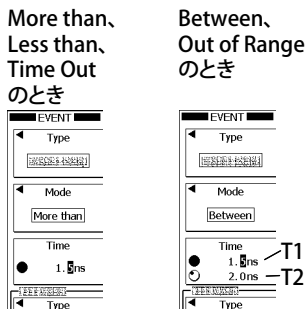 More than、
Less than、
Time Out
のとき
EVENT
Type
Mode
More than
Time
1.5ns
Type
Between、
Out of Range
のとき
EVENT
Type
Mode
Between
Time
1.5ns
2.0ns
T1
T2
Type